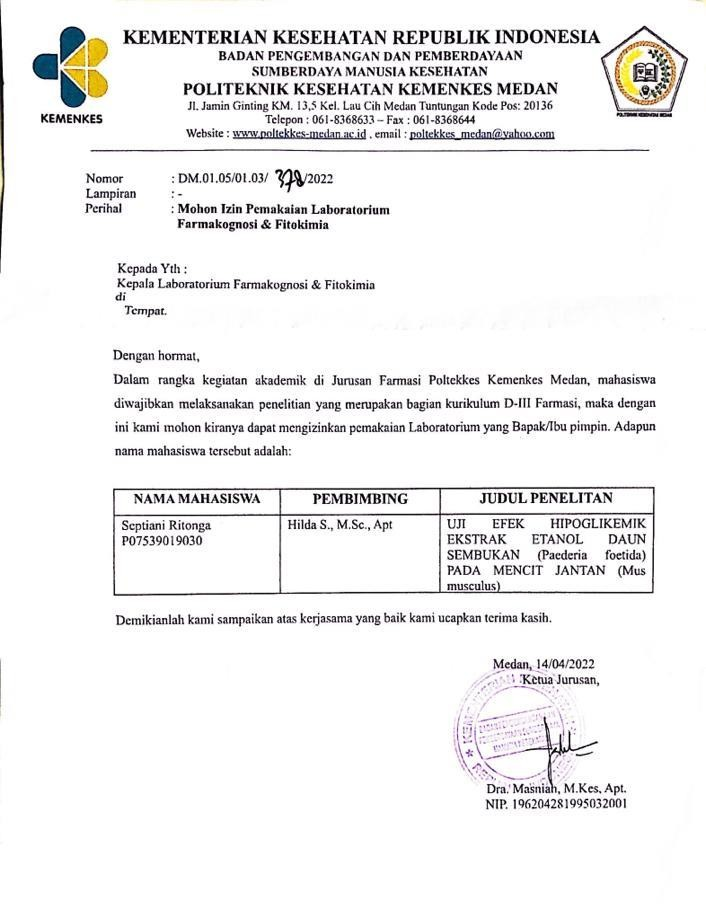 KEMENTERIAN KESEHATAN REPUBLIK INDONESIA
BADAN PENGEMBANGAN DAN PEMBERDAYAAN
SUMBERDAYA MANUSIA KESEHATAN
POLITEKNIK KESEHATAN KEMENKES MEDAN
Jl. Jamin Ginting KM. 13,5 Kel. Lau Cih Medan Tuntungan Kode Pos: 20136
Telepon : 061-8368633 – Fax : 061-8368644
Website : www.poltekkes-medan.ac.id , email : poltekkes_medan@yahoo.com
KEMENKES
POLTEKNIK KESEHATAN MEDAN
Nomor : DM.01.05/01.03/ 378/2022
Lampiran : -
Perihal : Mohon Izin Pemakaian Laboratorium
Farmakognosi & Fitokimia
Kepada Yth :
Kepala Laboratorium Farmakognosi & Fitokimia
di
Tempat.
Dengan hormat,
Dalam rangka kegiatan akademik di Jurusan Farmasi Poltekkes Kemenkes Medan, mahasiswa
diwajibkan melaksanakan penelitian yang merupakan bagian kurikulum D-III Farmasi, maka dengan
ini kami mohon kiranya dapat mengizinkan pemakaian Laboratorium yang Bapak/Ibu pimpin. Adapun
nama mahasiswa tersebut adalah:
NAMA MAHASISWA PEMBIMBING JUDUL PENELITIAN
Septiani Ritonga Hilda S., M.Sc., Apt UJI EFEK HIPOGLIKEMIK
P07539019030 EKSTRAK ETANOL DAUN
SEMBUKAN (Paederia foetida)
PADA MENCIT JANTAN (Mus
musculus)
Demikianlah kami sampaikan atas kerjasama yang baik kami ucapkan terima kasih.
Medan, 14/04/2022
Ketua Jurusan,
Dra. Masniah, M.Kes, Apt.
NIP. 196204281995032001